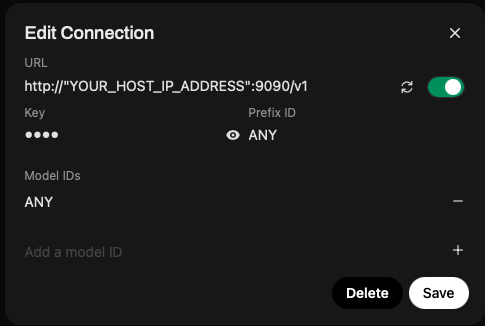 Edit Connection
URL
http://"YOUR_HOST_IP_ADDRESS":9090/v1
Key
Prefix ID
●●●●
ANY
Model IDs
ANY
Add a model ID
Delete
Save